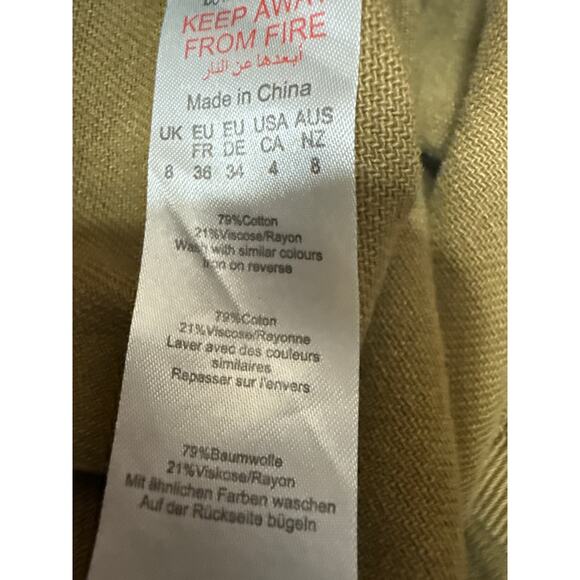 KEEP AWAY
FROM FIRE
أبعدها عن النار
Made in China
UK EU EU USA AUS
FR DE CA NZ
8 36 34 4 8
79%Cotton
21%Viscose/Rayon
Wash with similar colours
Iron on reverse
79%Coton
21%Viscose/Rayonne
Laver avec des couleurs
similaires
Repasser sur l'envers
79%Baumwolle
21%Viskose/Rayon
Mit ähnlichen Farben waschen
Auf der Rückseite bügeln